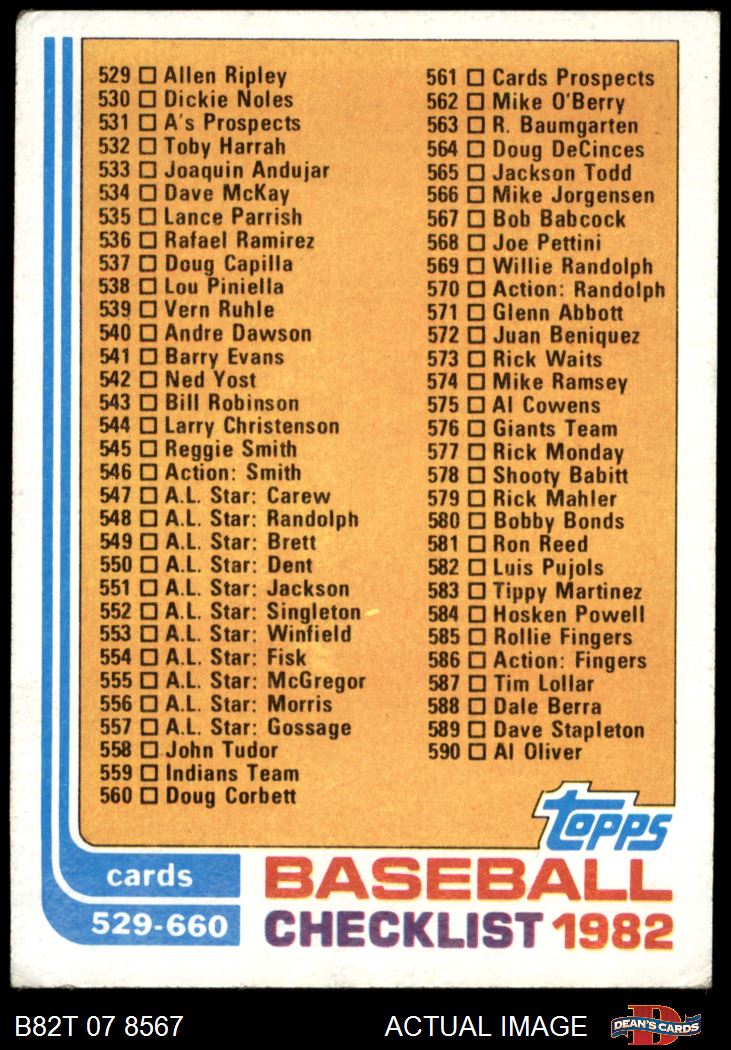 529 Allen Ripley
530 Dickie Noles
531 A's Prospects
532 Toby Harrah
533 Joaquin Andujar
534 Dave McKay
535 Lance Parrish
536 Rafael Ramirez
537 Doug Capilla
538 Lou Piniella
539 Vern Ruhle
540 Andre Dawson
541 Barry Evans
542 Ned Yost
543 Bill Robinson
544 Larry Christenson
545 Reggie Smith
546 Action: Smith
547 A.L. Star: Carew
548 A.L. Star: Randolph
549 A.L. Star: Brett
550 A.L. Star: Dent
551 A.L. Star: Jackson
552 A.L. Star: Singleton
553 A.L. Star: Winfield
554 A.L. Star: Fisk
555 A.L. Star: McGregor
556 A.L. Star: Morris
557 A.L. Star: Gossage
558 John Tudor
559 Indians Team
560 Doug Corbett
561 Cards Prospects
562 Mike O'Berry
563 R. Baumgarten
564 Doug DeCinces
565 Jackson Todd
566 Mike Jorgensen
567 Bob Babcock
568 Joe Pettini
569 Willie Randolph
570 Action: Randolph
571 Glenn Abbott
572 Juan Beniquez
573 Rick Waits
574 Mike Ramsey
575 Al Cowens
576 Giants Team
577 Rick Monday
578 Shooty Babitt
579 Rick Mahler
580 Bobby Bonds
581 Ron Reed
582 Luis Pujols
583 Tippy Martinez
584 Hosken Powell
585 Rollie Fingers
586 Action: Fingers
587 Tim Lollar
588 Dale Berra
589 Dave Stapleton
590 Al Oliver
topps
cards
529-660
BASEBALL
CHECKLIST 1982
B82T 07 8567
ACTUAL IMAGE
D
DEAN'S CARDS